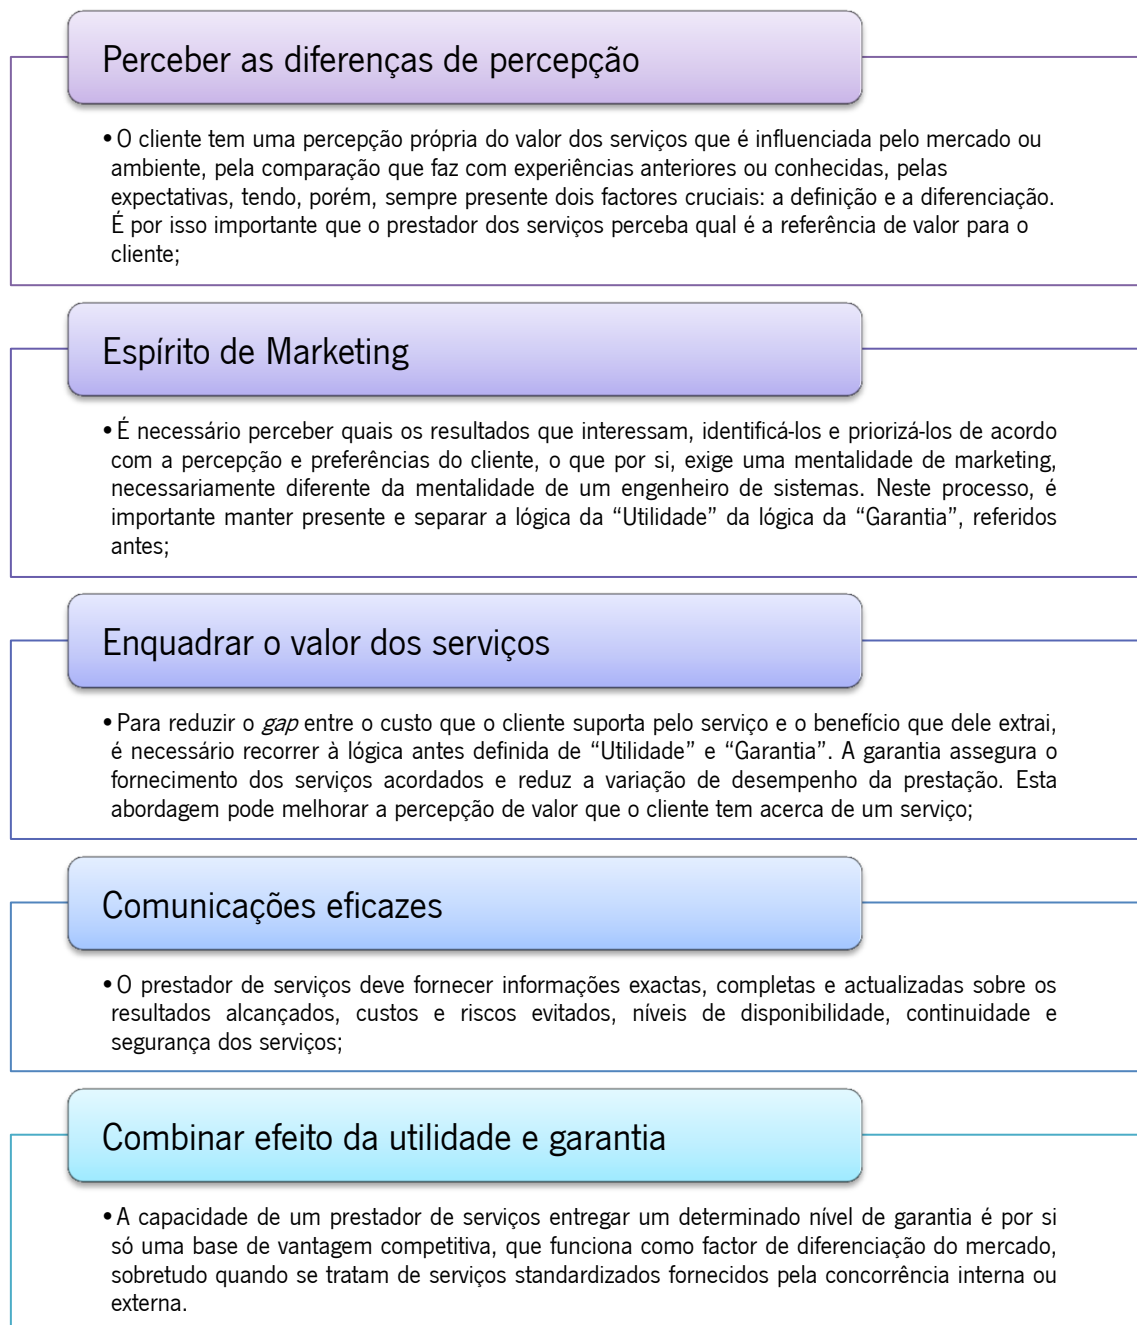 Perceber as diferenças de percepção
•O cliente tem uma percepção própria do valor dos serviços que é influenciada pelo mercado ou
ambiente, pela comparação que faz com experiências anteriores ou conhecidas, pelas
expectativas, tendo, porém, sempre presente dois factores cruciais: a definição e a diferenciação.
É por isso importante que o prestador dos serviços perceba qual é a referência de valor para o
cliente;
Espírito de Marketing
•É necessário perceber quais os resultados que interessam, identificá-los e priorizá-los de acordo
com a percepção e preferências do cliente, o que por si, exige uma mentalidade de marketing,
necessariamente diferente da mentalidade de um engenheiro de sistemas. Neste processo, é
importante manter presente e separar a lógica da “Utilidade” da lógica da “Garantia”, referidos
antes;
Enquadrar o valor dos serviços
•Para reduzir o gap entre o custo que o cliente suporta pelo serviço e o benefício que dele extrai,
é necessário recorrer à lógica antes definida de “Utilidade” e “Garantia”. A garantia assegura o
fornecimento dos serviços acordados e reduz a variação de desempenho da prestação. Esta
abordagem pode melhorar a percepção de valor que o cliente tem acerca de um serviço;
Comunicações eficazes
•O prestador de serviços deve fornecer informações exactas, completas e actualizadas sobre os
resultados alcançados, custos e riscos evitados, níveis de disponibilidade, continuidade e
segurança dos serviços;
Combinar efeito da utilidade e garantia
•A capacidade de um prestador de serviços entregar um determinado nível de garantia é por si
só uma base de vantagem competitiva, que funciona como factor de diferenciação do mercado,
sobretudo quando se tratam de serviços standardizados fornecidos pela concorrência interna ou
externa.